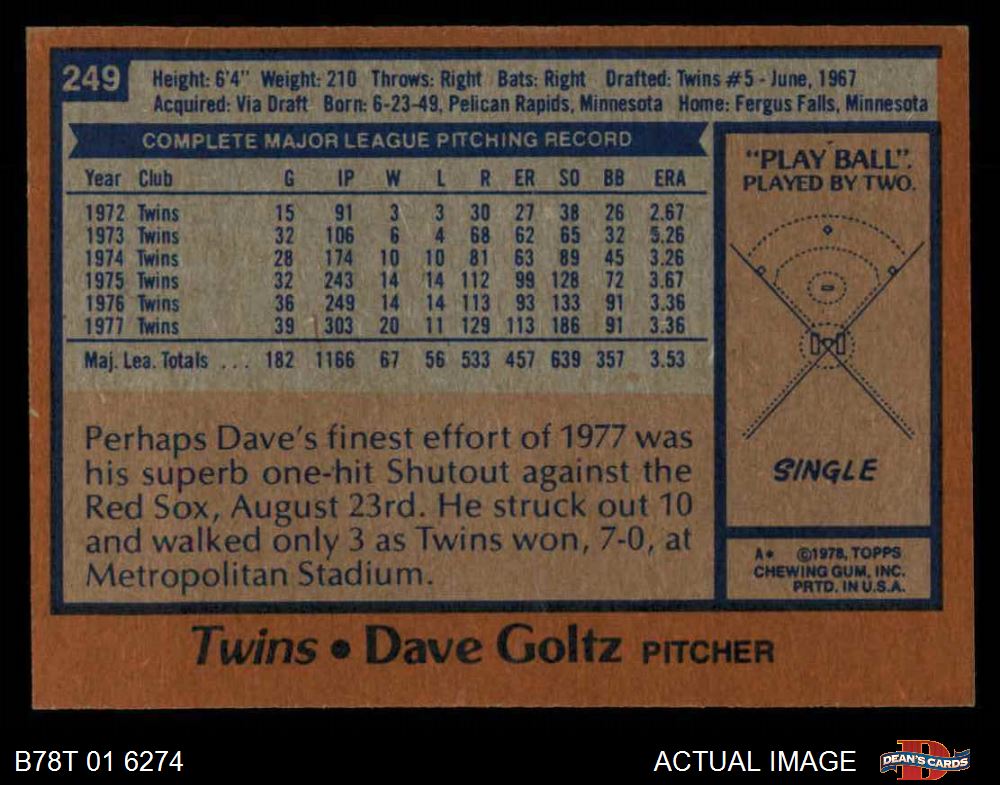 249
Height: 6'4" Weight: 210 Throws: Right Bats: Right Drafted: Twins #5 - June, 1967
Acquired: Via Draft Born: 6-23-49, Pelican Rapids, Minnesota Home: Fergus Falls, Minnesota
COMPLETE MAJOR LEAGUE PITCHING RECORD
Year Club G IP W L R ER SO BB ERA
1972 Twins 15 91 3 3 30 27 38 26 2.67
1973 Twins 32 106 6 4 68 62 65 32 5.26
1974 Twins 28 174 10 10 81 63 89 45 3.26
1975 Twins 32 243 14 14 112 99 128 72 3.67
1976 Twins 36 249 14 14 113 93 133 91 3.36
1977 Twins 39 303 20 11 129 113 186 91 3.36
Maj. Lea. Totals ... 182 1166 67 56 533 457 639 357 3.53
Perhaps Dave's finest effort of 1977 was
his superb one-hit Shutout against the
Red Sox, August 23rd. He struck out 10
and walked only 3 as Twins won, 7-0, at
Metropolitan Stadium.
"PLAY BALL".
PLAYED BY TWO.
SINGLE
A* ©1978, TOPPS
CHEWING GUM, INC.
PRTD. IN U.S.A.
Twins • Dave Goltz PITCHER
B78T 01 6274
ACTUAL IMAGE
D
DEAN'S CARDS